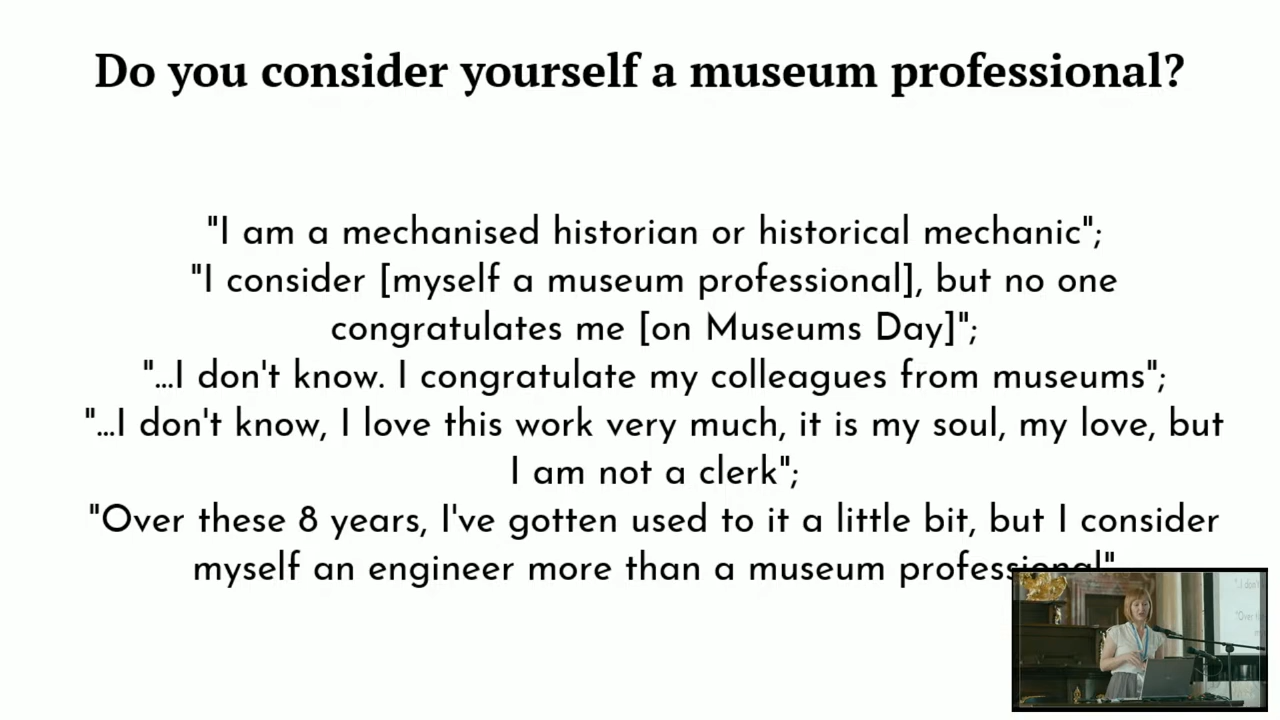 Do you consider yourself a museum professional?
"I am a mechanised historian or historical mechanic";
"I consider [myself a museum professional], but no one
congratulates me [on Museums Day]";
"...I don't know. I congratulate my colleagues from museums";
"...I don't know, I love this work very much, it is my soul, my love, but
I am not a clerk";
"Over these 8 years, I've gotten used to it a little bit, but I consider
myself an engineer more than a museum professional"